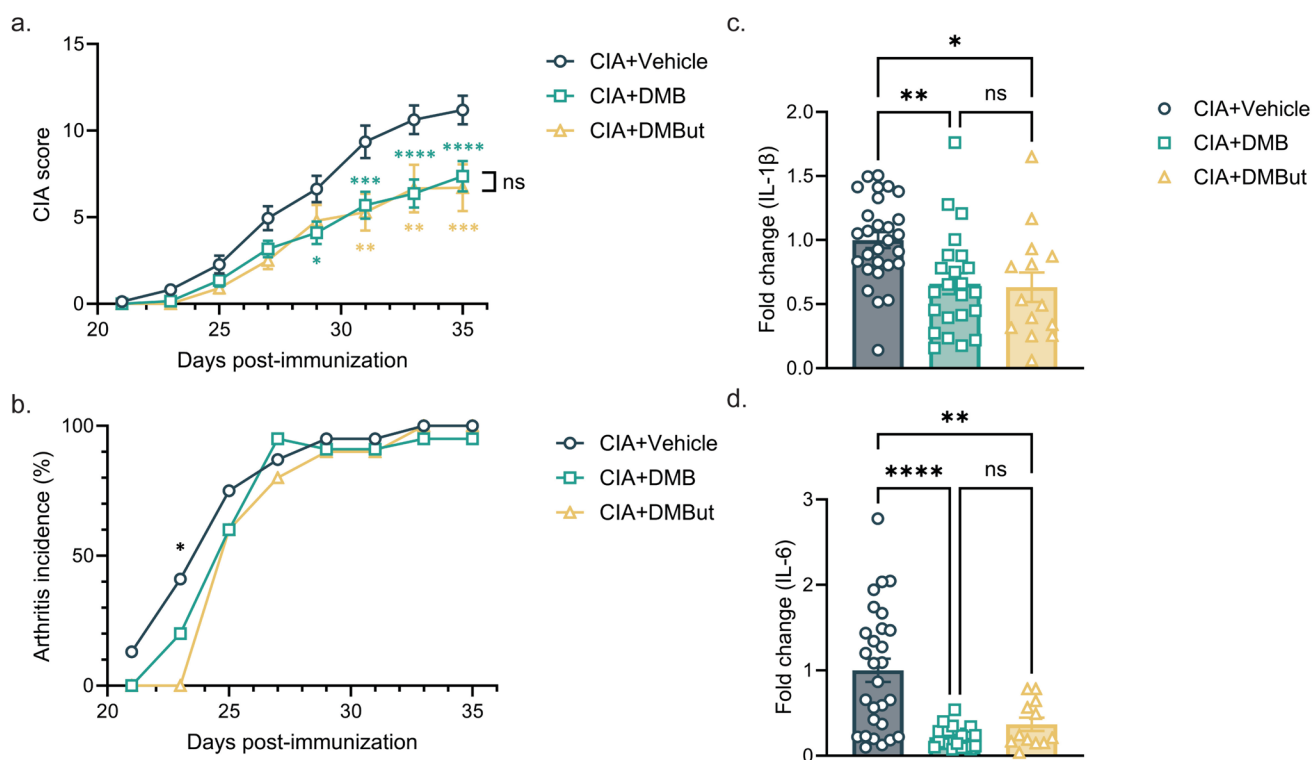 a.
15
10
5
0
CIA score
20
25
30
35
Days post-immunization
CIA+Vehicle
CIA+DMB
CIA+DMBut
*
***
****
****
**
**
***
ns
b.
100
50
0
Arthritis incidence (%)
*
20
25
30
35
Days post-immunization
CIA+Vehicle
CIA+DMB
CIA+DMBut
c.
*
**
ns
2.0
1.5
1.0
0.5
0.0
Fold change (IL-1β)
CIA+Vehicle
CIA+DMB
CIA+DMBut
d.
**
****
ns
3
2
1
0
Fold change (IL-6)